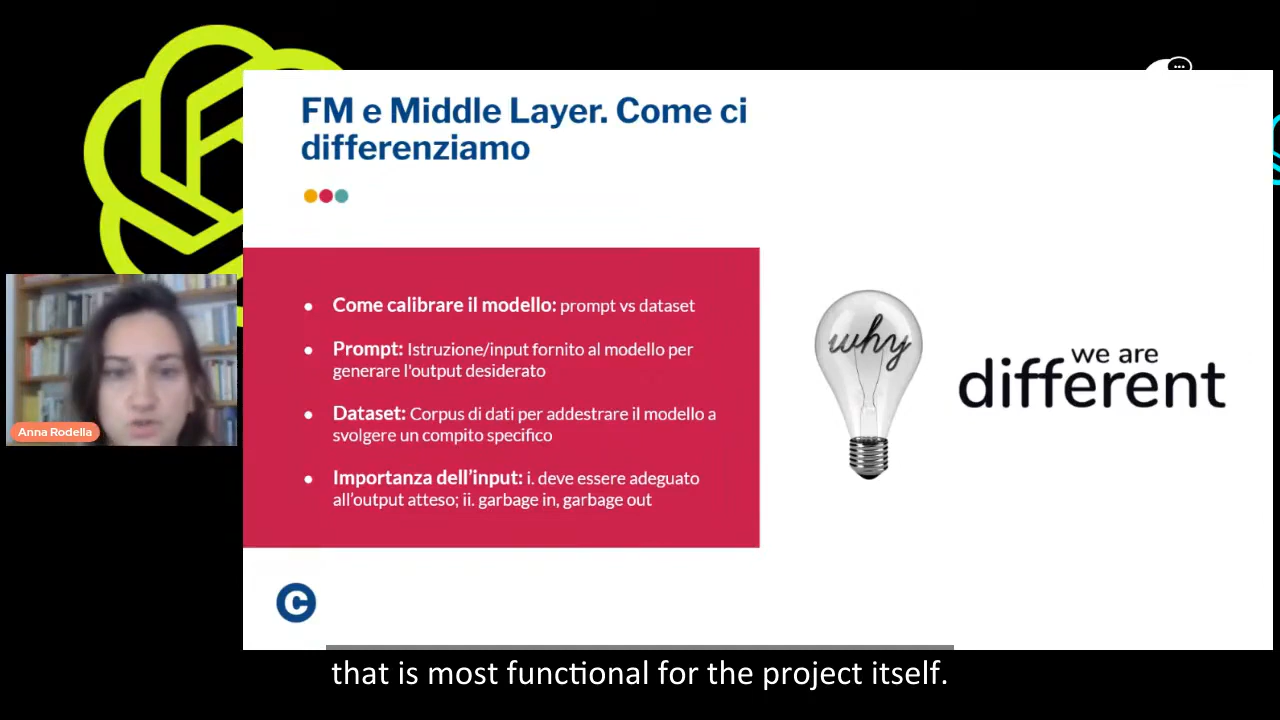 FM e Middle Layer. Come ci
differenziamo
Come calibrare il modello: prompt vs dataset
Prompt: Istruzione/input fornito al modello per
generare l'output desiderato
Dataset: Corpus di dati per addestrare il modello a
svolgere un compito specifico
Importanza dell'input: i. deve essere adeguato
all'output atteso; ii. garbage in, garbage out
why
we are
different
Anna Rodella
C
that is most functional for the project itself.